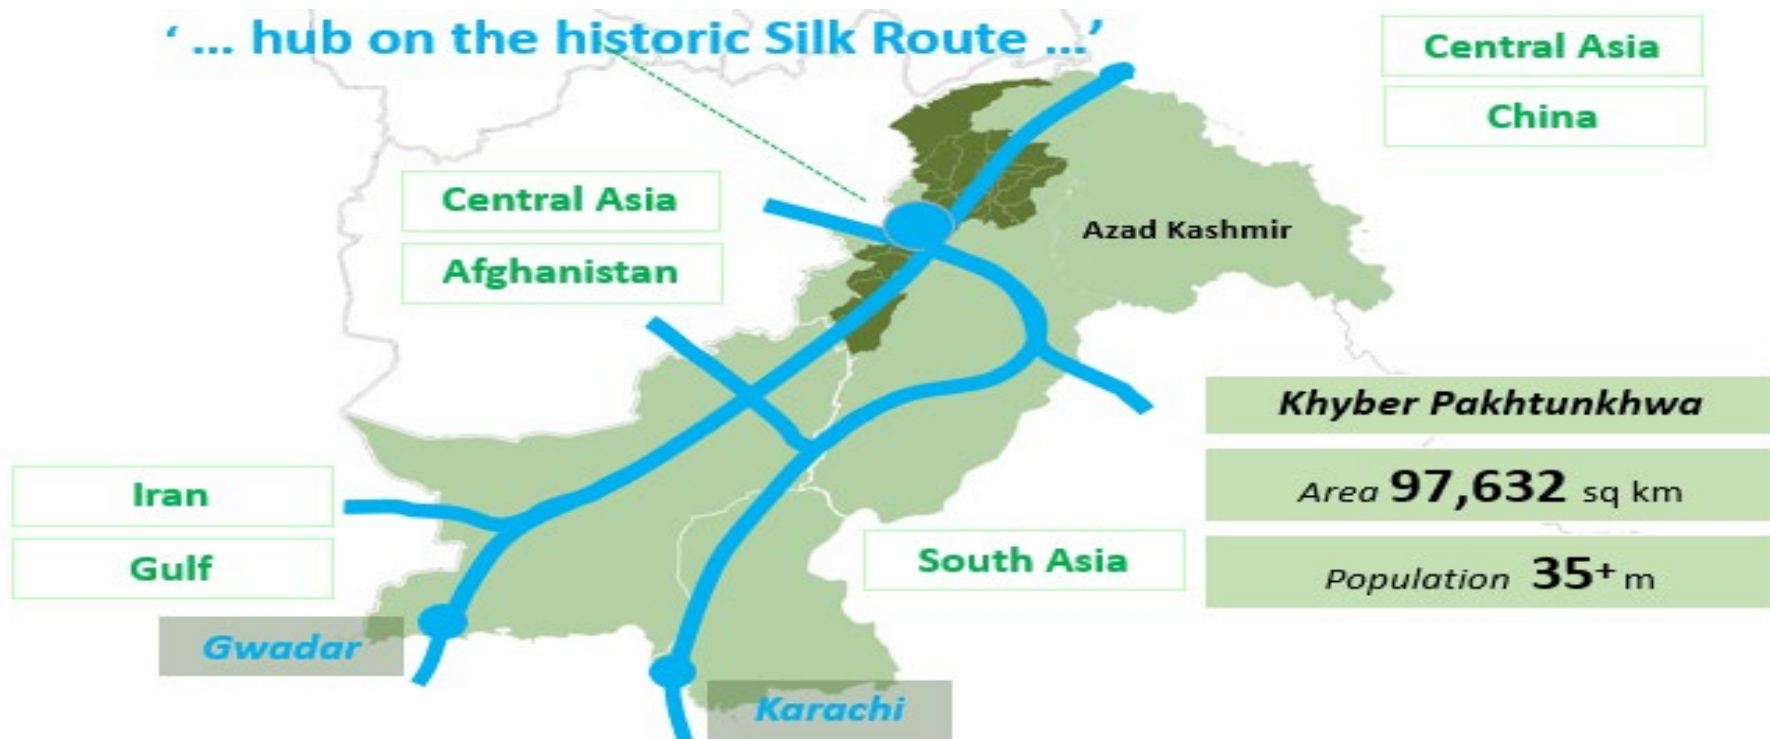 ‘ ... hub on the historic Silk Route ...’
Central Asia
China
Central Asia
Afghanistan
Azad Kashmir
Khyber Pakhtunkhwa
Area 97,632 sq km
Population 35+ m
Iran
Gulf
South Asia
Gwadar
Karachi